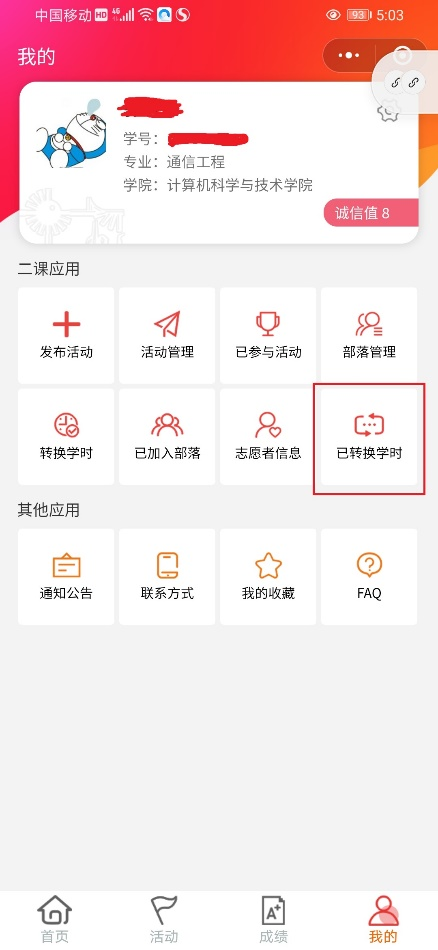 中国移动 HD 4G 93 5:03
我的
学号：
专业：通信工程
学院：计算机科学与技术学院
诚信值 8
二课应用
发布活动 活动管理 已参与活动 部落管理
转换学时 已加入部落 志愿者信息 已转换学时
其他应用
通知公告 联系方式 我的收藏 FAQ
首页 活动 成绩 我的